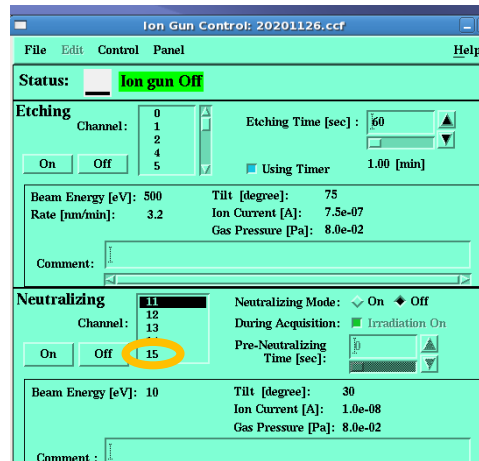 Ion Gun Control: 20201126.ccf
File Edit Control Panel Help
Status: Ion gun Off
Etching
Channel:
0
1
2
4
5
Etching Time [sec] : 60
On Off
Using Timer 1.00 [min]
Beam Energy [eV]: 500 Tilt [degree]: 75
Rate [nm/min]: 3.2 Ion Current [A]: 7.5e-07
Gas Pressure [Pa]: 8.0e-02
Comment:
Neutralizing
Channel:
11
12
13
15
Neutralizing Mode: On Off
During Acquisition: Irradiation On
Pre-Neutralizing
Time [sec]: 0
On Off
Beam Energy [eV]: 10 Tilt [degree]: 30
Ion Current [A]: 1.0e-08
Gas Pressure [Pa]: 8.0e-02
Comment :